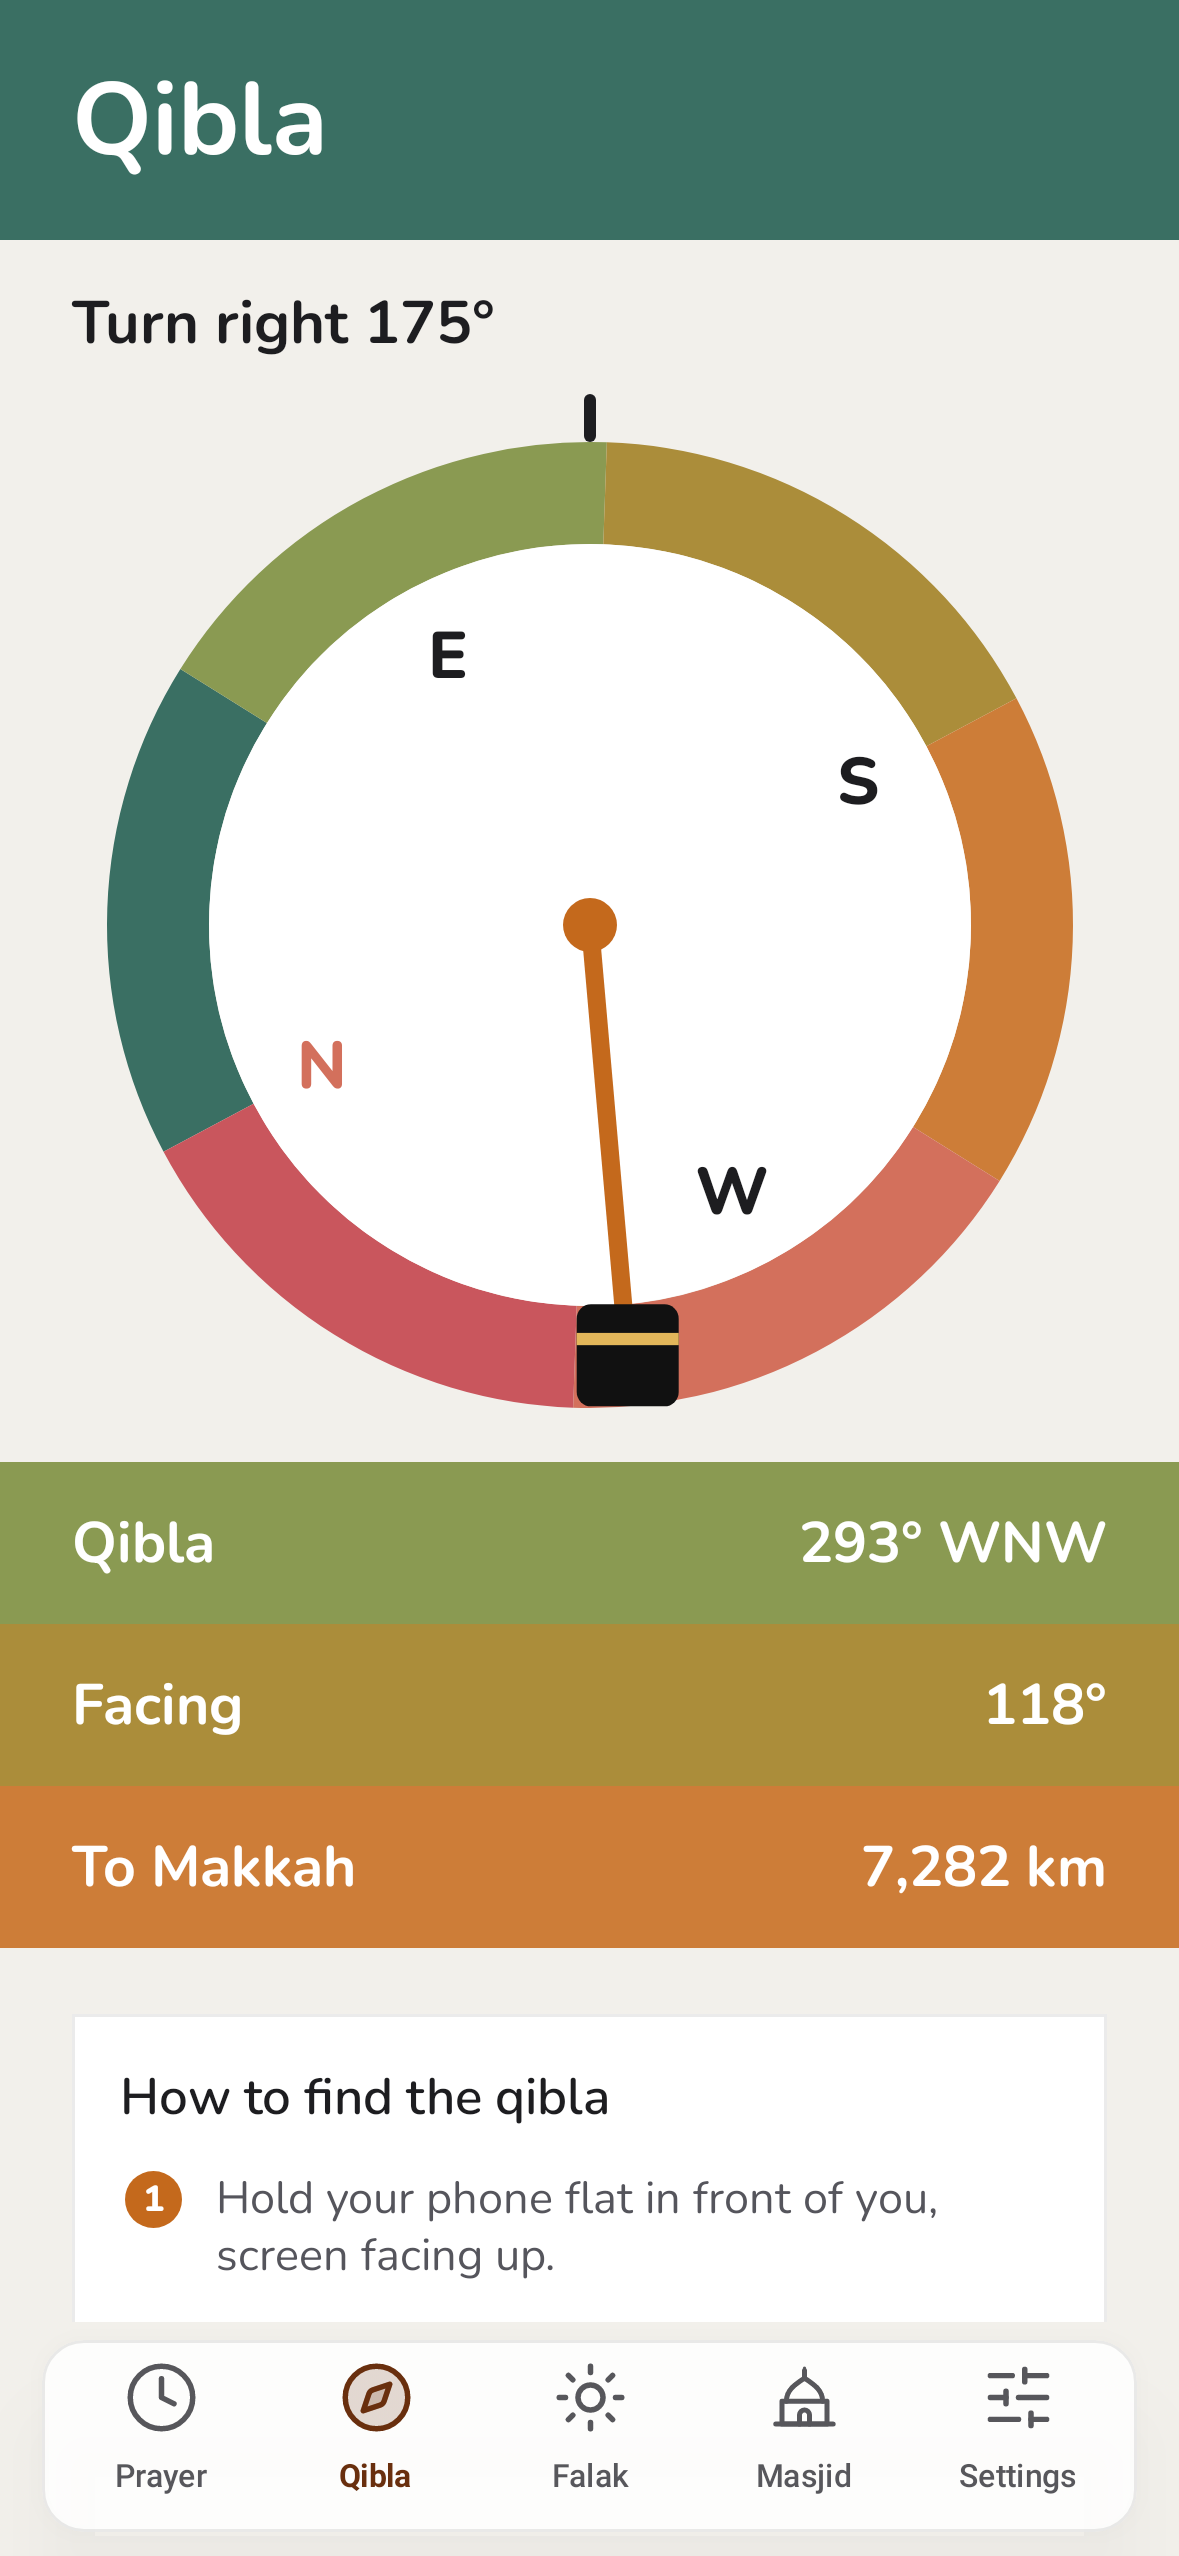 Qibla
Turn right 175°
E
S
N
W
Qibla 293° WNW
Facing 118°
To Makkah 7,282 km
How to find the qibla
1 Hold your phone flat in front of you,
screen facing up.
Prayer Qibla Falak Masjid Settings